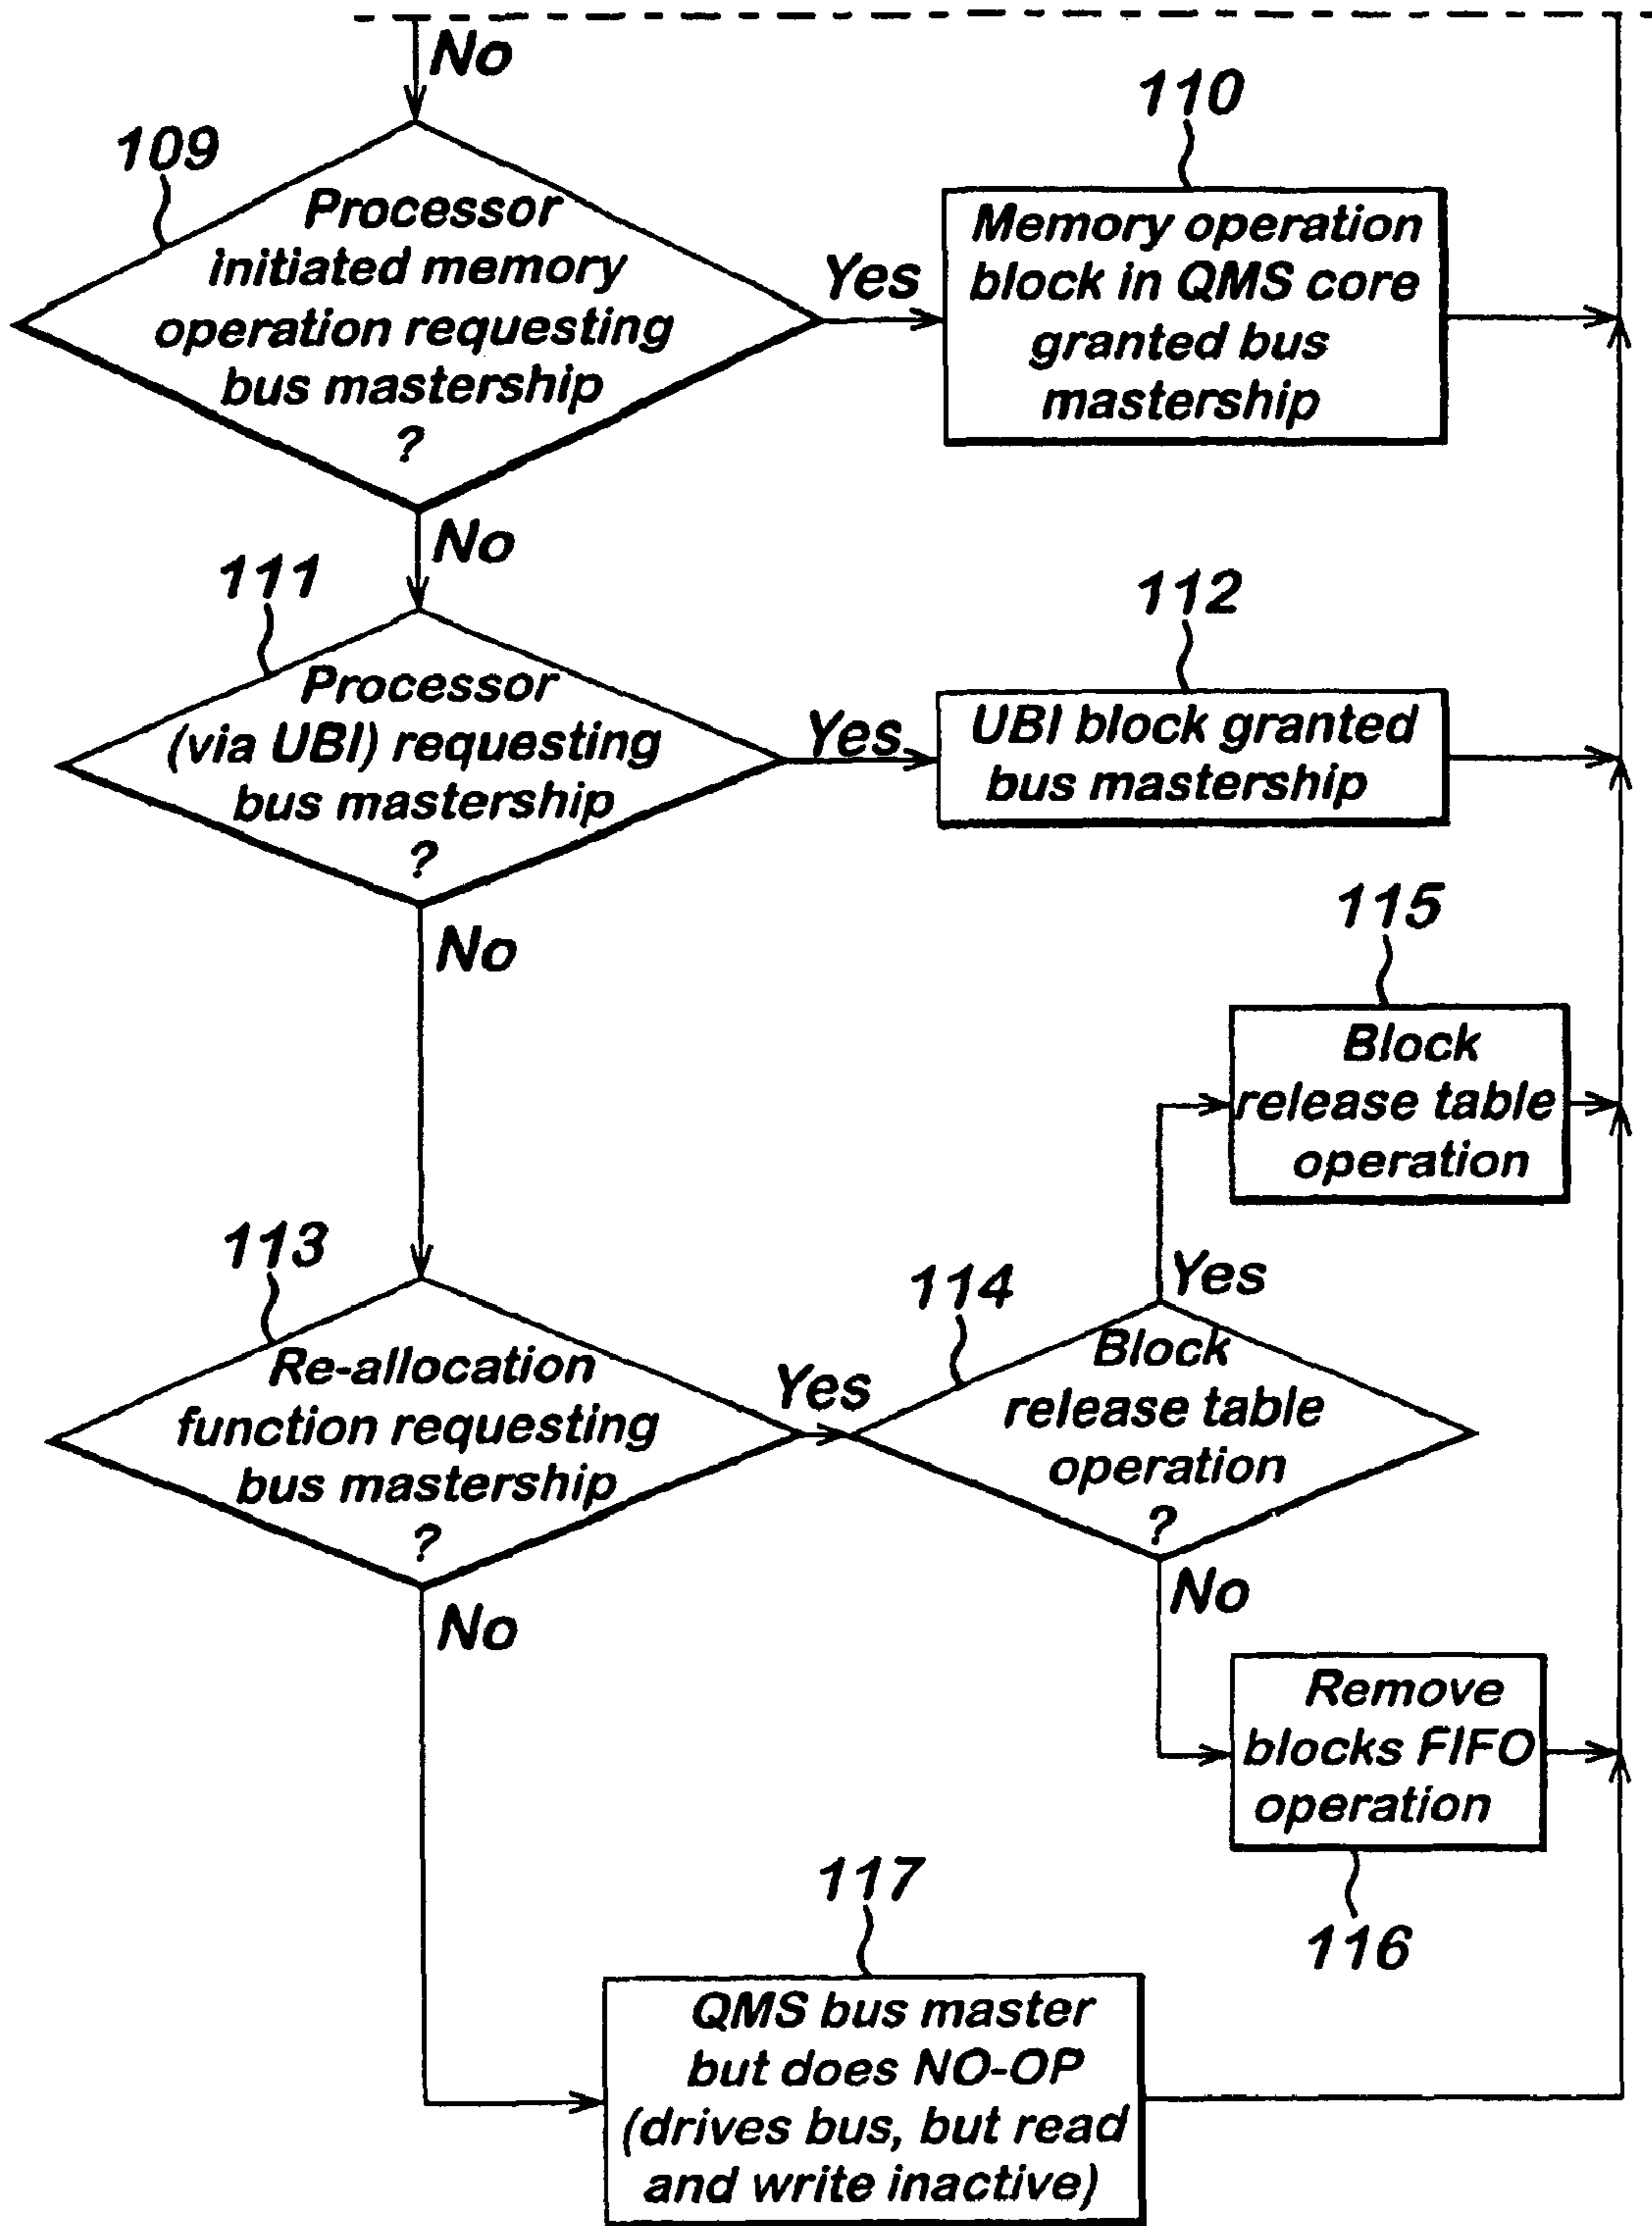 No
110
109
Processor
initiated memory
operation requesting
bus mastership
?
Yes
Memory operation
block in QMS core
granted bus
mastership
No
111
112
Processor
(via UBI) requesting
bus mastership
?
Yes
UBI block granted
bus mastership
No
115
Block
release table
operation
113
114
Yes
Re-allocation
function requesting
bus mastership
?
Yes
Block
release table
operation
?
No
No
Remove
blocks FIFO
operation
116
117
QMS bus master
but does NO-OP
(drives bus, but read
and write inactive)